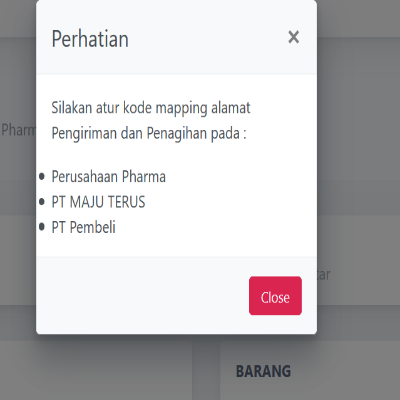 Perhatian
×
Silakan atur kode mapping alamat
Pengiriman dan Penagihan pada :
Pharm
Perusahaan Pharma
PT MAJU TERUS
PT Pembeli
Close
BARANG